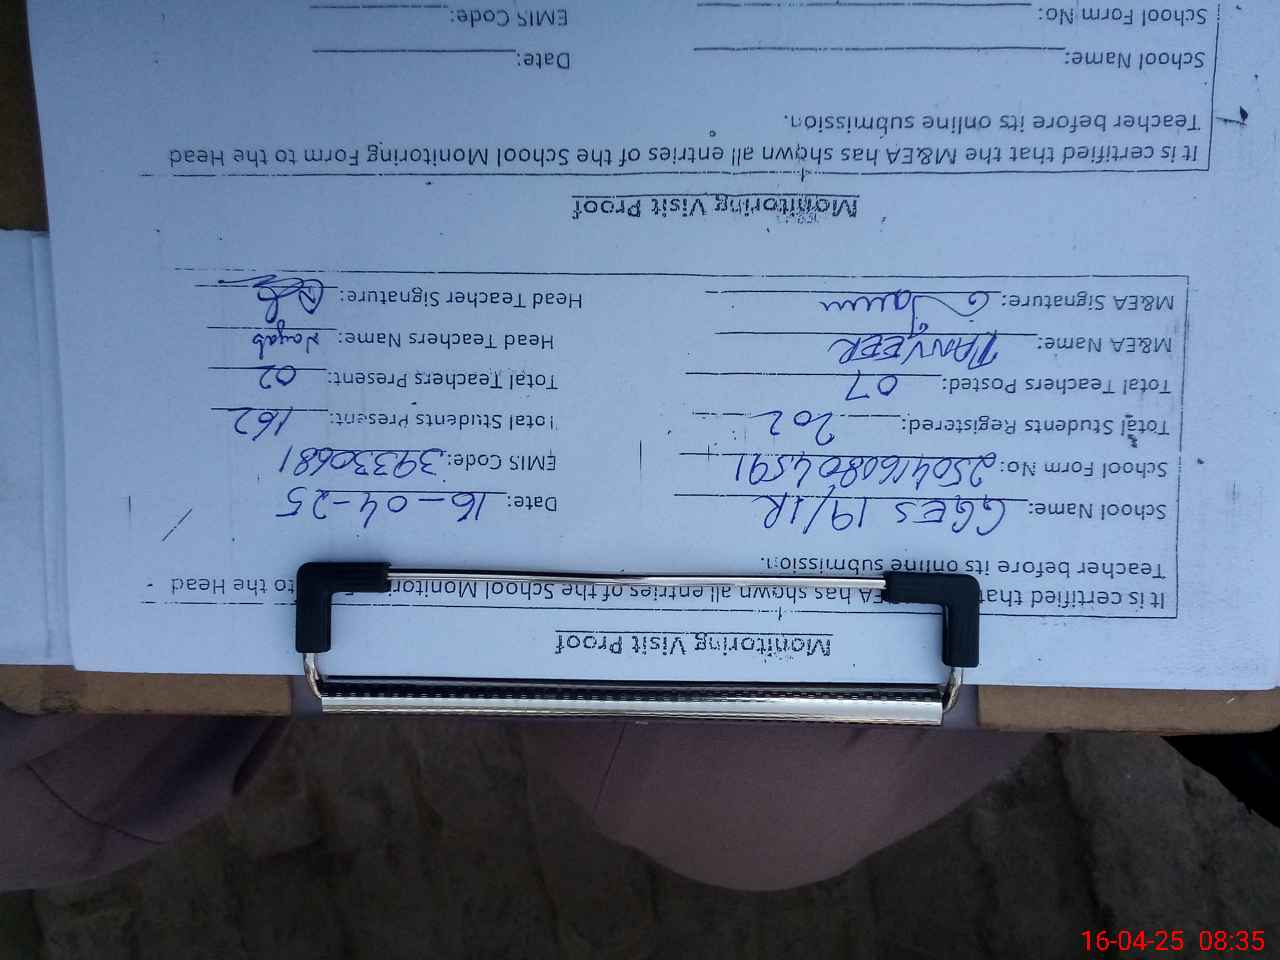 Monitoring Visit Proof
It is certified that has shown all entries of the School to the Head
Teacher before its online submission.
School Name: GGES 19/1R Date: 16-04-25
School Form No: 2504160804591 EMIS Code: 39330681
Total Students Registered: 202 Total Students Present: 162
Total Teachers Posted: 07 Total Teachers Present: 02
M&EA Name: TANVEER Head Teachers Name: Nayab
M&EA Signature: Head Teacher Signature:
Monitoring Visit Proof
It is certified that the M&EA has shown all entries of the School Monitoring Form to the Head
Teacher before its online submission.
School Name: Date:
School Form No: EMIS Code:
16-04-25 08:35